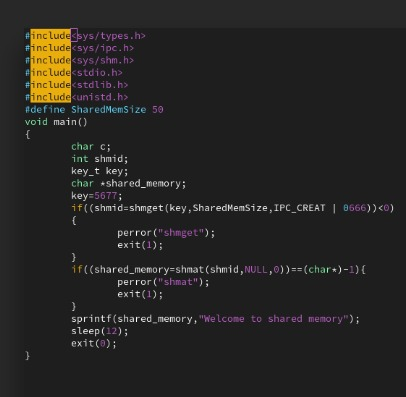 #include<sys/types.h>
#include<sys/ipc.h>
#include<sys/shm.h>
#include<stdio.h>
#include<stdlib.h>
#include<unistd.h>
#define SharedMemSize 50
void main()
{
        char c;
        int shmid;
        key_t key;
        char *shared_memory;
        key=5677;
        if((shmid=shmget(key,SharedMemSize,IPC_CREAT | 0666))<0)
        {
                perror("shmget");
                exit(1);
        }
        if((shared_memory=shmat(shmid,NULL,0))==(char*)-1){
                perror("shmat");
                exit(1);
        }
        sprintf(shared_memory,"Welcome to shared memory");
        sleep(12);
        exit(0);
}